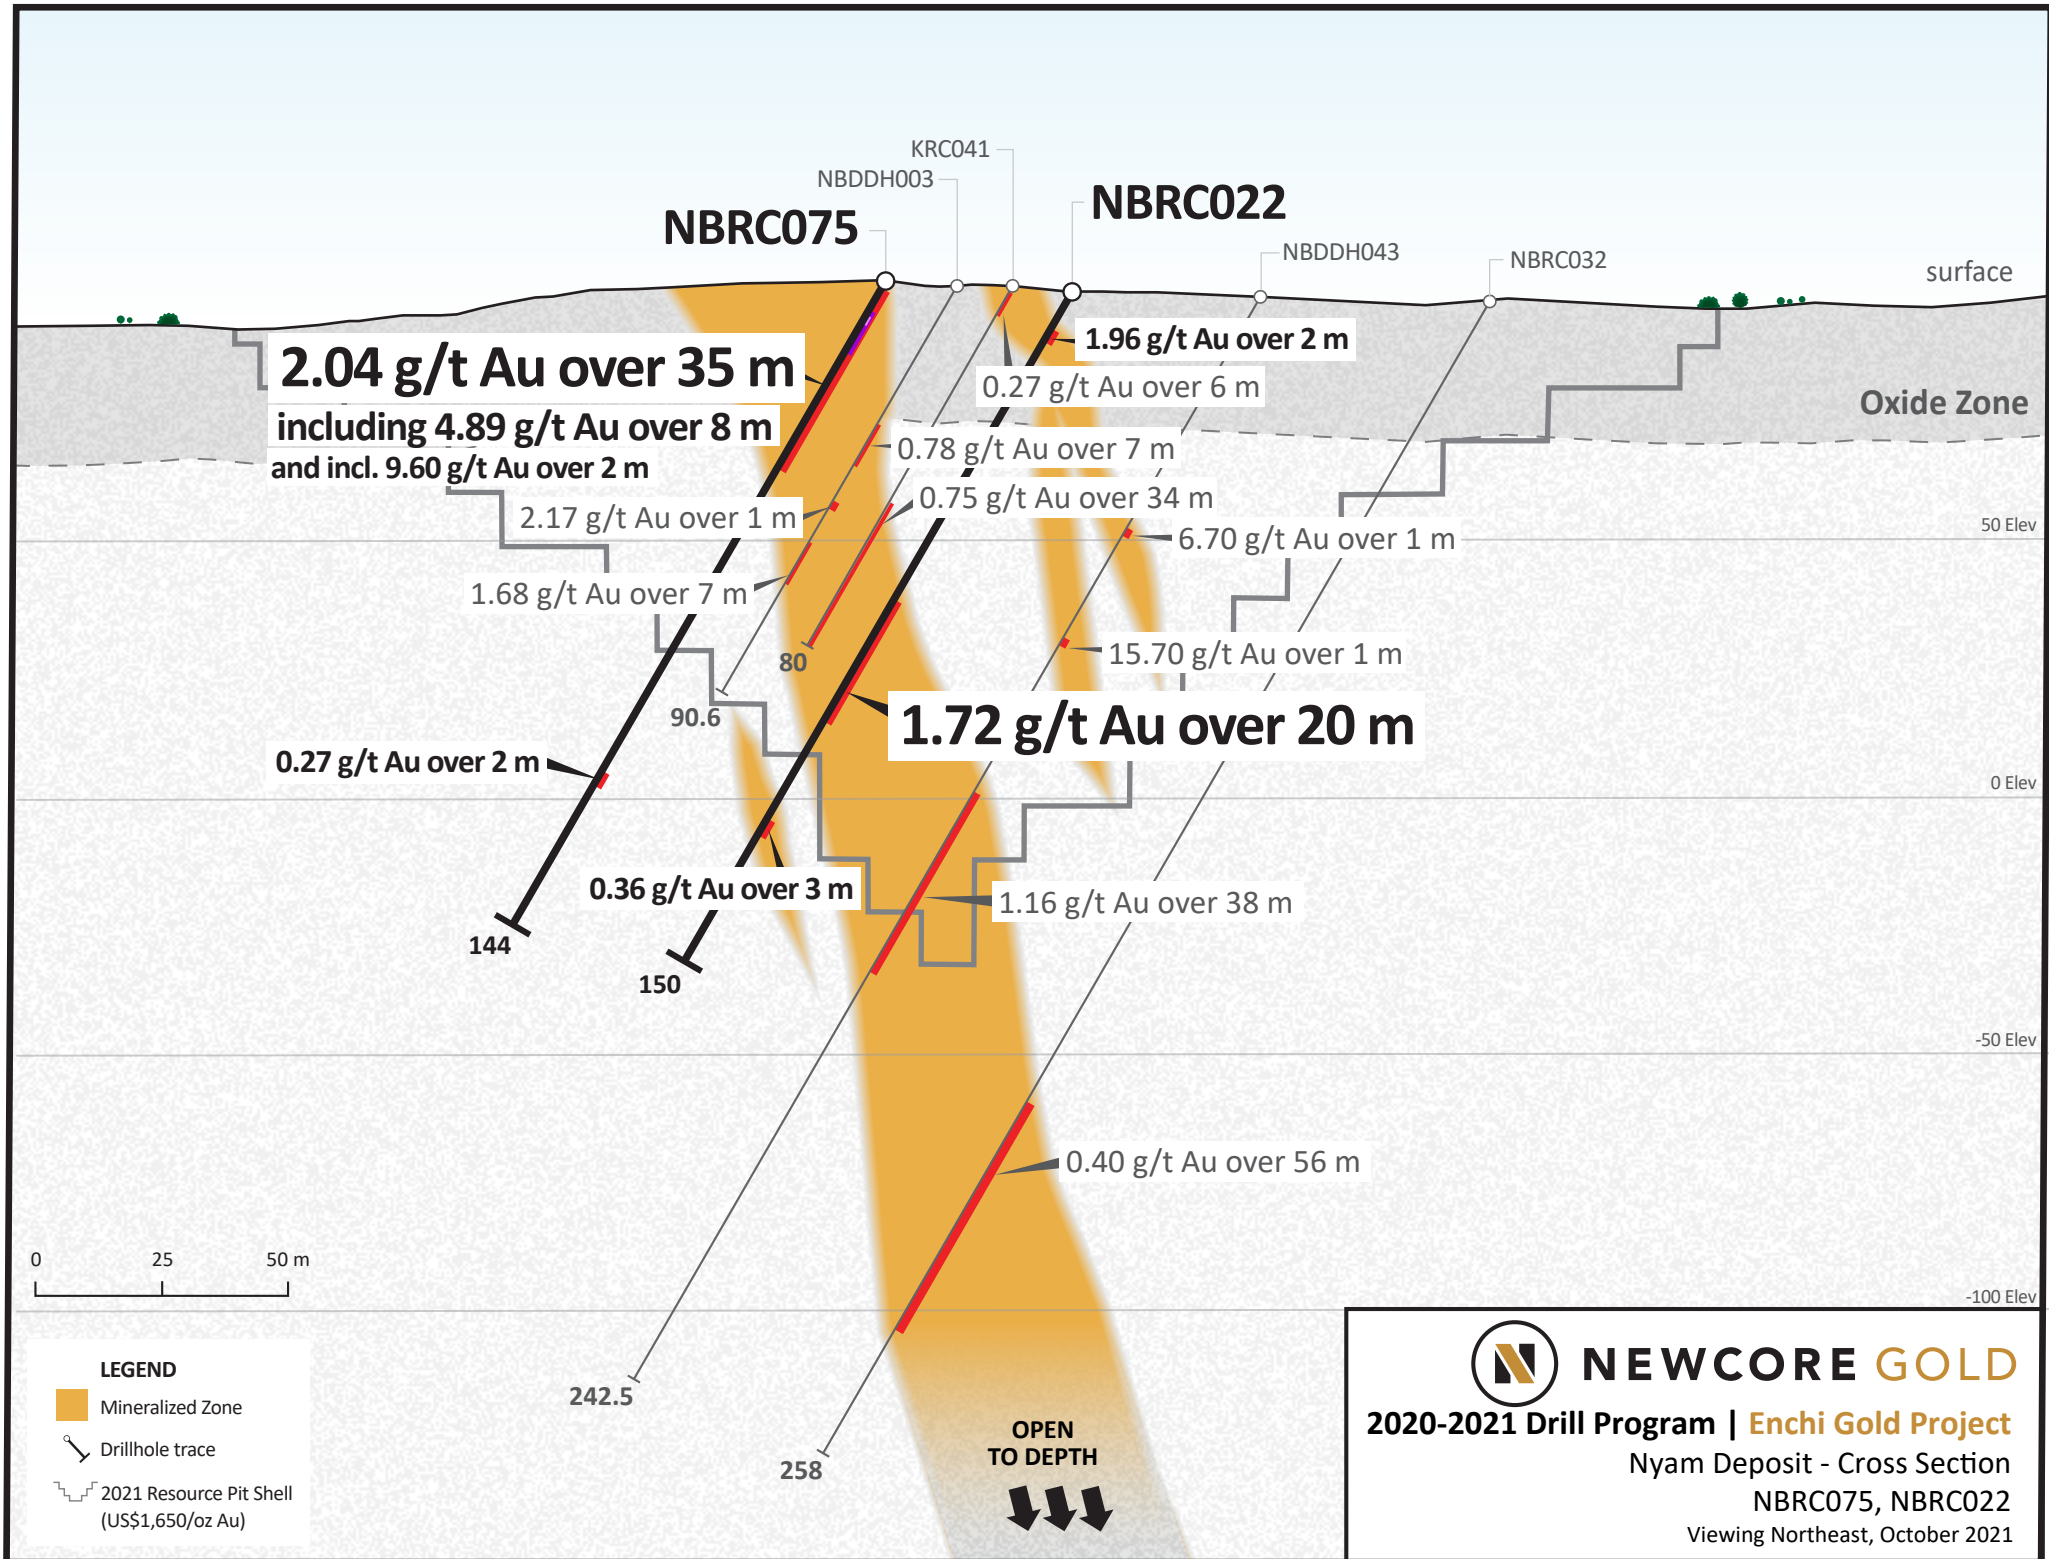 KRC041
NBDDH003
NBRC022
NBRC075
NBDDH043
NBRC032
surface
1.96 g/t Au over 2 m
2.04 g/t Au over 35 m
0.27 g/t Au over 6 m
Oxide Zone
including 4.89 g/t Au over 8 m
0.78 g/t Au over 7 m
and incl. 9.60 g/t Au over 2 m
0.75 g/t Au over 34 m
2.17 g/t Au over 1 m
50 Elev
6.70 g/t Au over 1 m
1.68 g/t Au over 7 m
80
15.70 g/t Au over 1 m
90.6
1.72 g/t Au over 20 m
0.27 g/t Au over 2 m
0 Elev
0.36 g/t Au over 3 m
1.16 g/t Au over 38 m
144
150
-50 Elev
0.40 g/t Au over 56 m
0 25 50 m
-100 Elev
LEGEND
Mineralized Zone
Drillhole trace
2021 Resource Pit Shell
(US$1,650/oz Au)
242.5
258
OPEN
TO DEPTH
N NEWCORE GOLD
2020-2021 Drill Program | Enchi Gold Project
Nyam Deposit - Cross Section
NBRC075, NBRC022
Viewing Northeast, October 2021